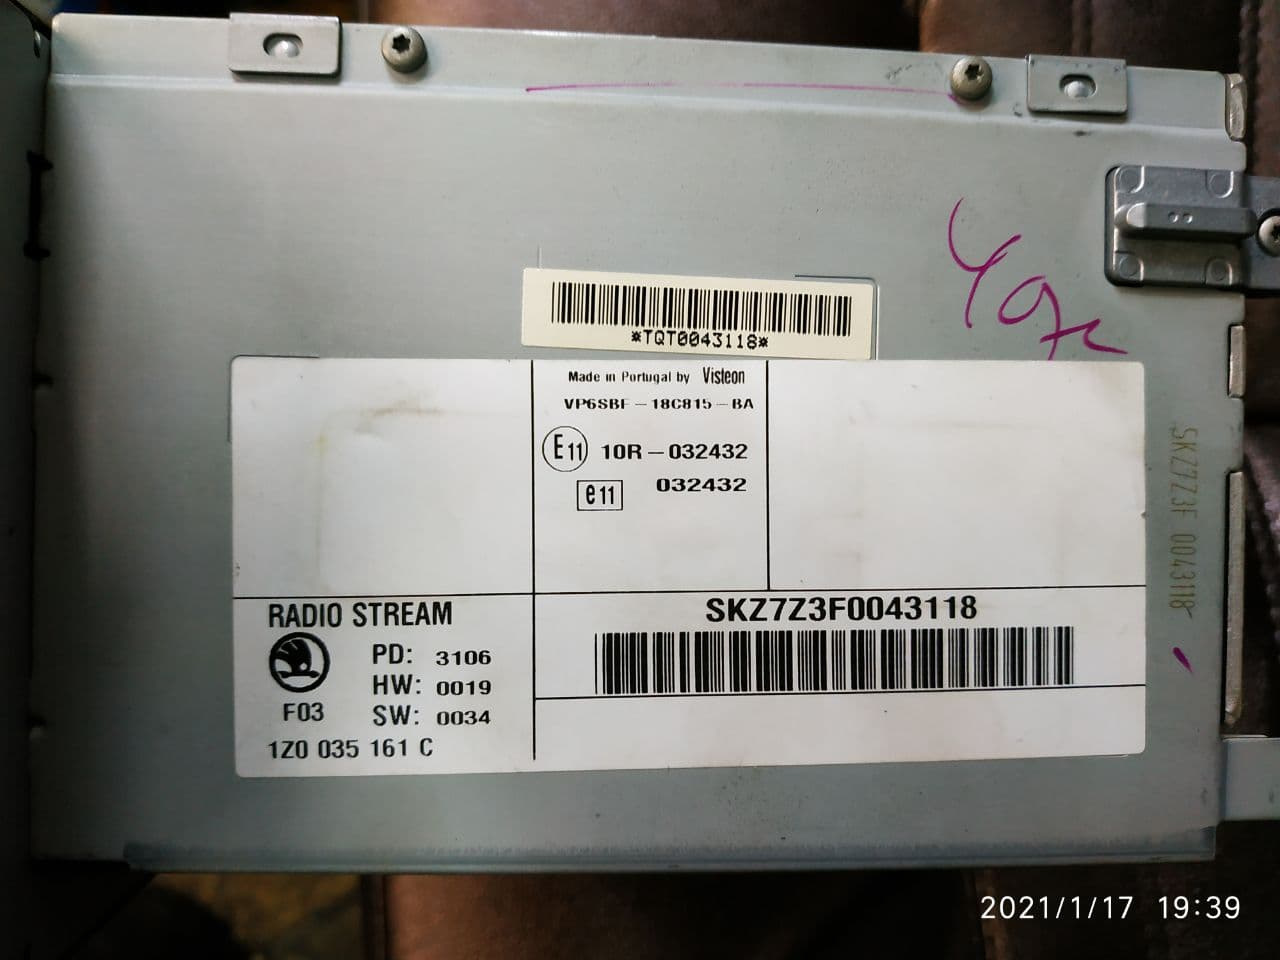 *TQT0043118*
Made in Portugal by Visteon
VP6SBF - 18C815 - BA
E11 10R - 032432
e11 032432
RADIO STREAM
PD: 3106
HW: 0019
F03 SW: 0034
1Z0 035 161 C
SKZ7Z3F0043118
SKZ7Z3F 0043118
2021/1/17 19:39